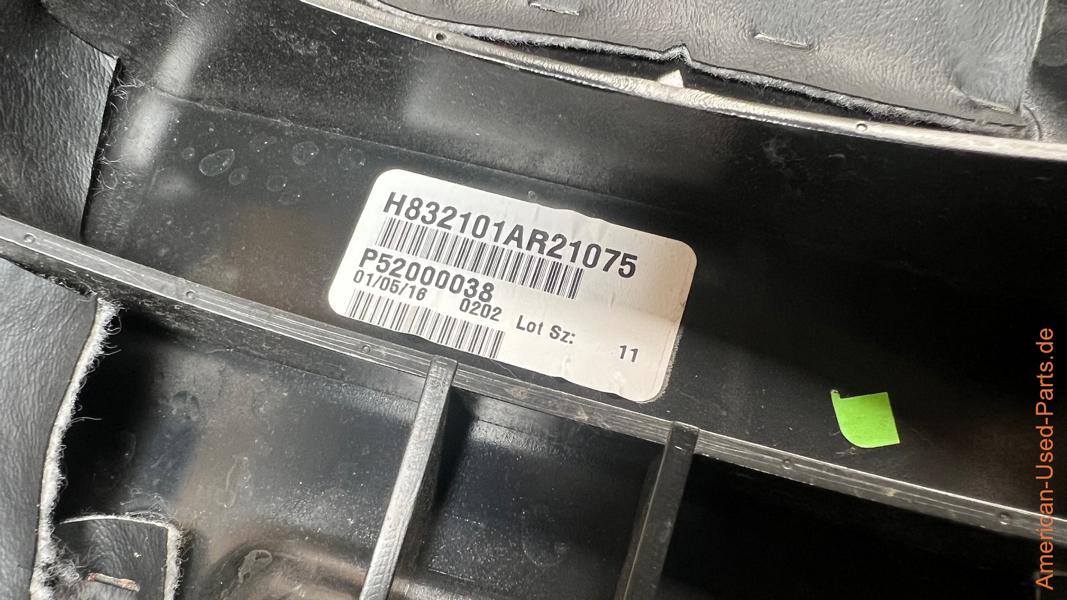 H832101AR21075
P52000038
01/05/16 0202 Lot Sz: 11
American-Used-Parts.de